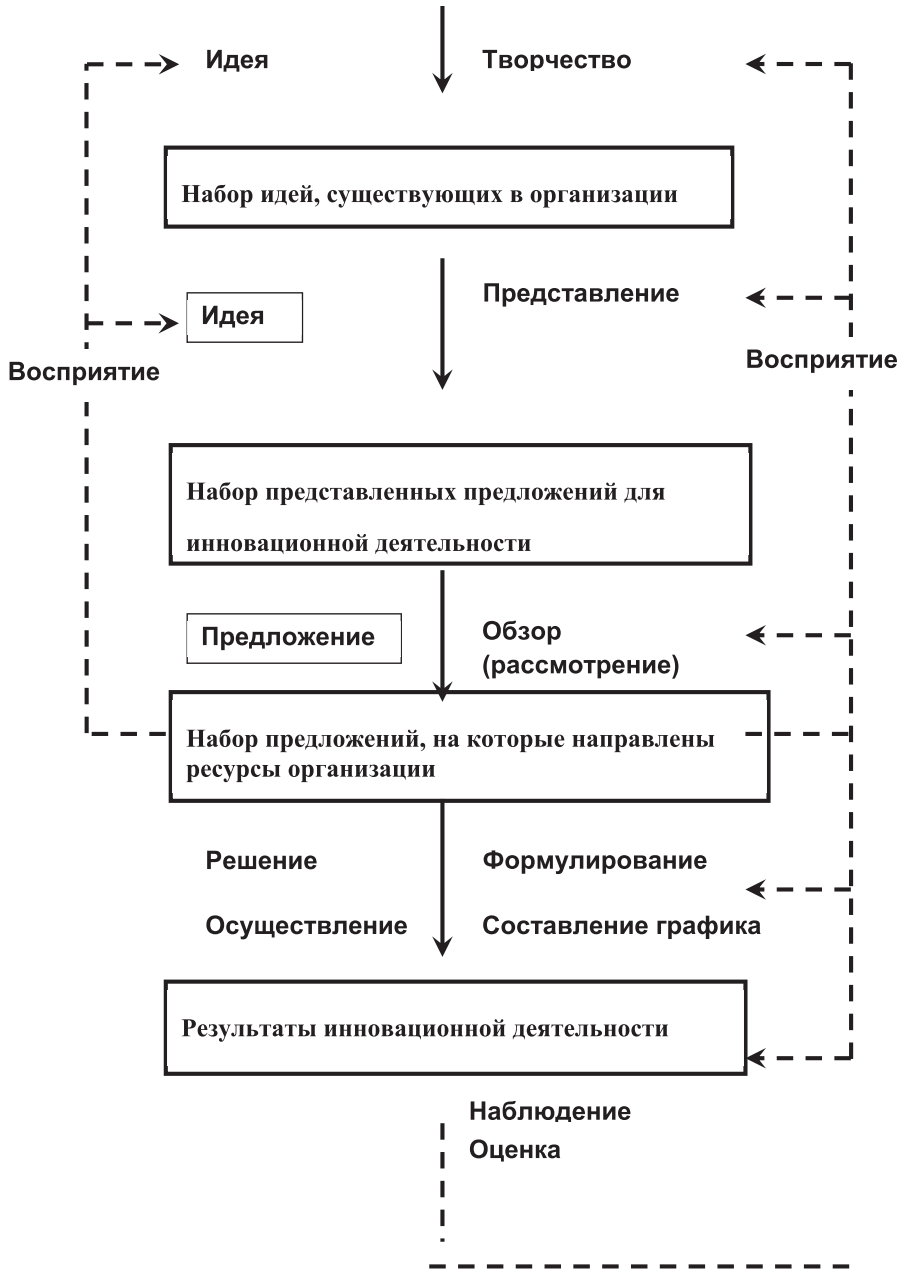 Идея
Творчество
Набор идей, существующих в организации
Представление
Идея
Восприятие
Восприятие
Набор представленных предложений для
инновационной деятельности
Предложение
Обзор
(рассмотрение)
Набор предложений, на которые направлены
ресурсы организации
Решение
Формулирование
Осуществление
Составление графика
Результаты инновационной деятельности
Наблюдение
Оценка